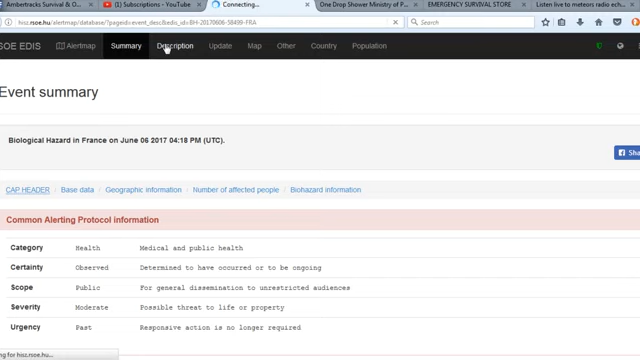 Ambertracks Survival & O...
(1) Subscriptions - YouTube
Connecting...
One Drop Shower Ministry of P...
EMERGENCY SURVIVAL STORE
Listen live to meteors radio ech...
hisz.rsoe.hu/alertmap/database/?pageid=event_desc&edis_id=BH-20170606-58499-FRA
Search
RSOE EDIS
Alertmap
Summary
Description
Update
Map
Other
Country
Population
Event summary
Biological Hazard in France on June 06 2017 04:18 PM (UTC).
Sha
CAP HEADER
Base data
Geographic information
Number of affected people
Biohazard information
Common Alerting Protocol information
Category Health Medical and public health
Certainty Observed Determined to have occurred or to be ongoing
Scope Public For general dissemination to unrestricted audiences
Severity Moderate Possible threat to life or property
Urgency Past Responsive action is no longer required
ng for hisz.rsoe.hu...